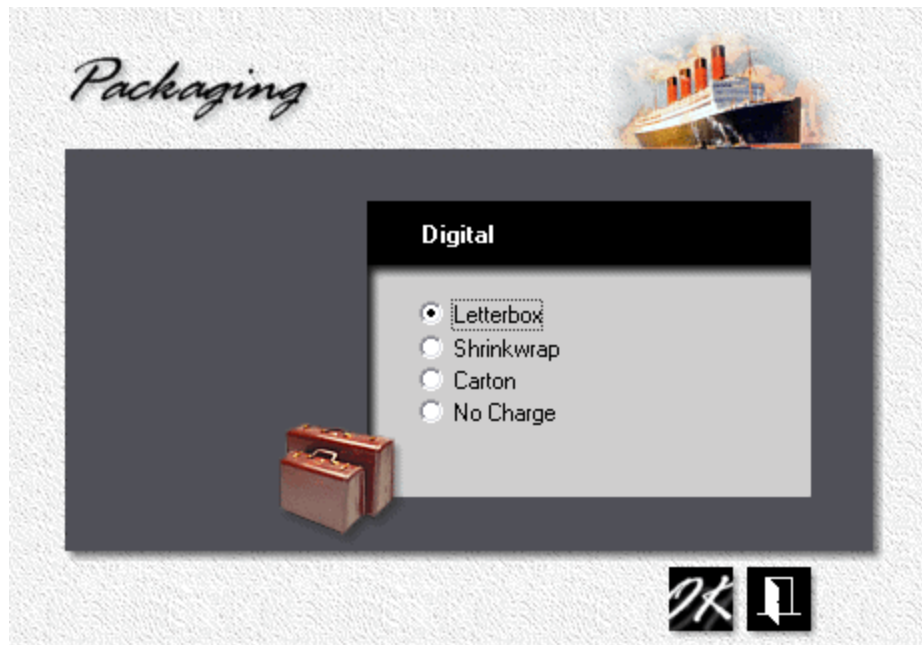 Packaging
Digital
Letterbox
Shrinkwrap
Carton
No Charge
OK